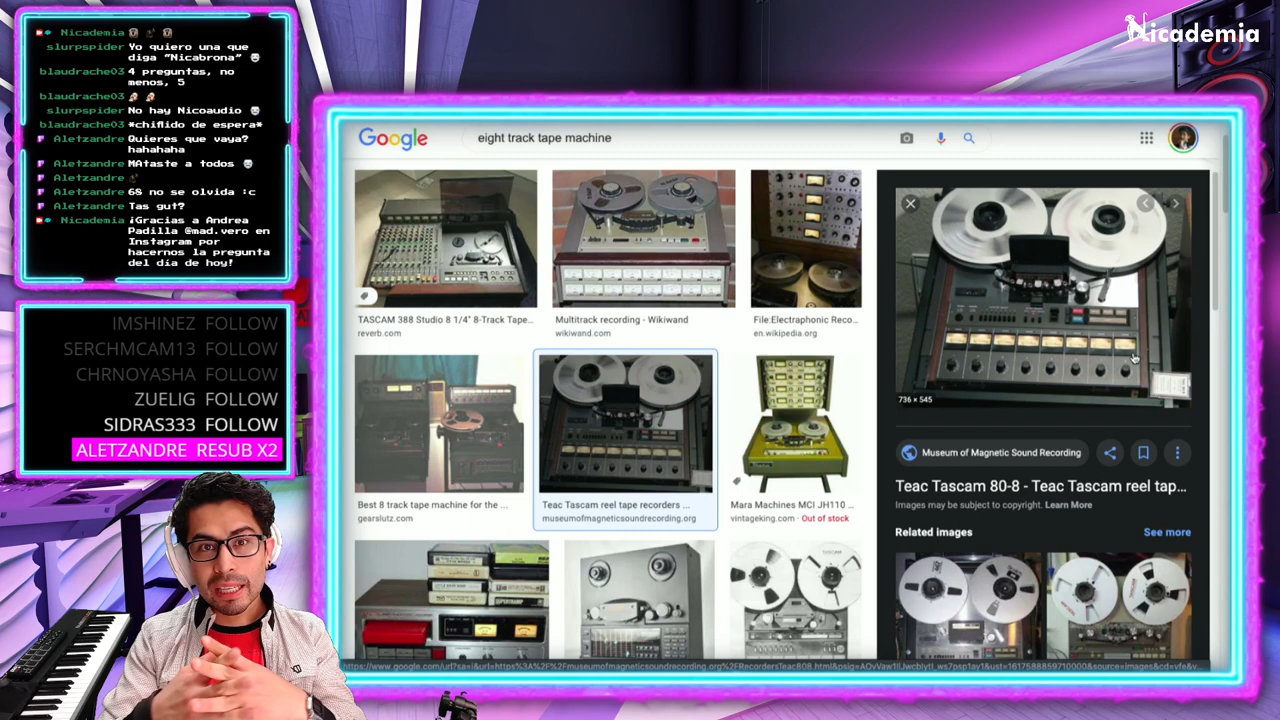 Nicademia
Nicademia
slurpspider Yo quiero una que
diga "Nicabrona"
blaudrache03 4 preguntas, no
menos, 5
blaudrache03
slurpspider No hay Nicoaudio
blaudrache03 *chiflido de espera*
Aletzandre Quieres que vaya?
hahahaha
Aletzandre MAtaste a todos
Aletzandre
Aletzandre 68 no se olvida :c
Aletzandre Tas gut?
Nicademia ¡Gracias a Andrea
Padilla @mad.vero en
Instagram por
hacernos la pregunta
del día de hoy!
IMSHINEZ FOLLOW
SERCHMCAM13 FOLLOW
CHRNOYASHA FOLLOW
ZUELIG FOLLOW
SIDRAS333 FOLLOW
ALETZANDRE RESUB X2
Google
eight track tape machine
TASCAM 388 Studio 8 1/4" 8-Track Tape...
reverb.com
Multitrack recording - Wikiwand
wikiwand.com
File:Electraphonic Reco...
en.wikipedia.org
Best 8 track tape machine for the ...
gearslutz.com
Teac Tascam reel tape recorders ...
museumofmagneticsoundrecording.org
Mara Machines MCI JH110 ...
vintageking.com · Out of stock
736 × 545
Museum of Magnetic Sound Recording
Teac Tascam 80-8 - Teac Tascam reel tap...
Images may be subject to copyright. Learn More
Related images
See more